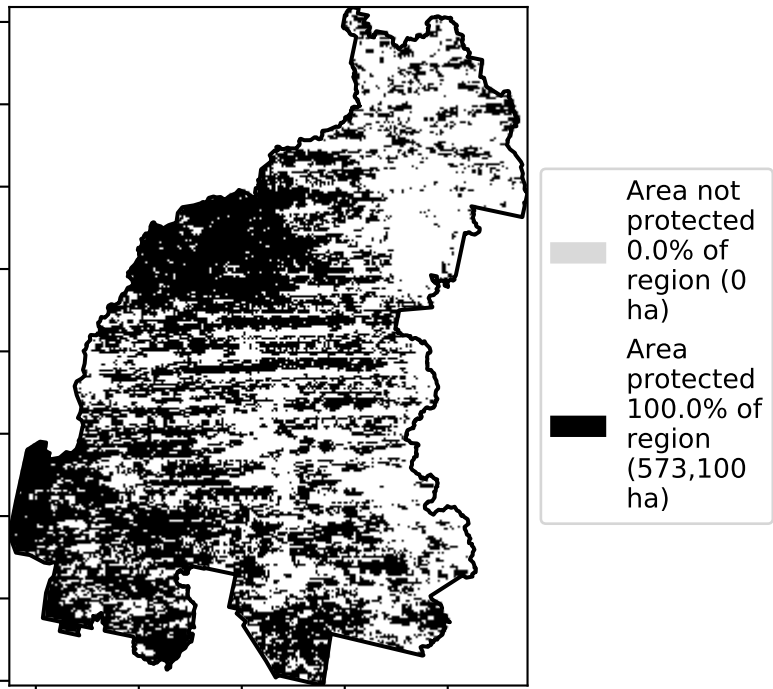 Area not
protected
0.0% of
region (0
ha)
Area
protected
100.0% of
region
(573,100
ha)